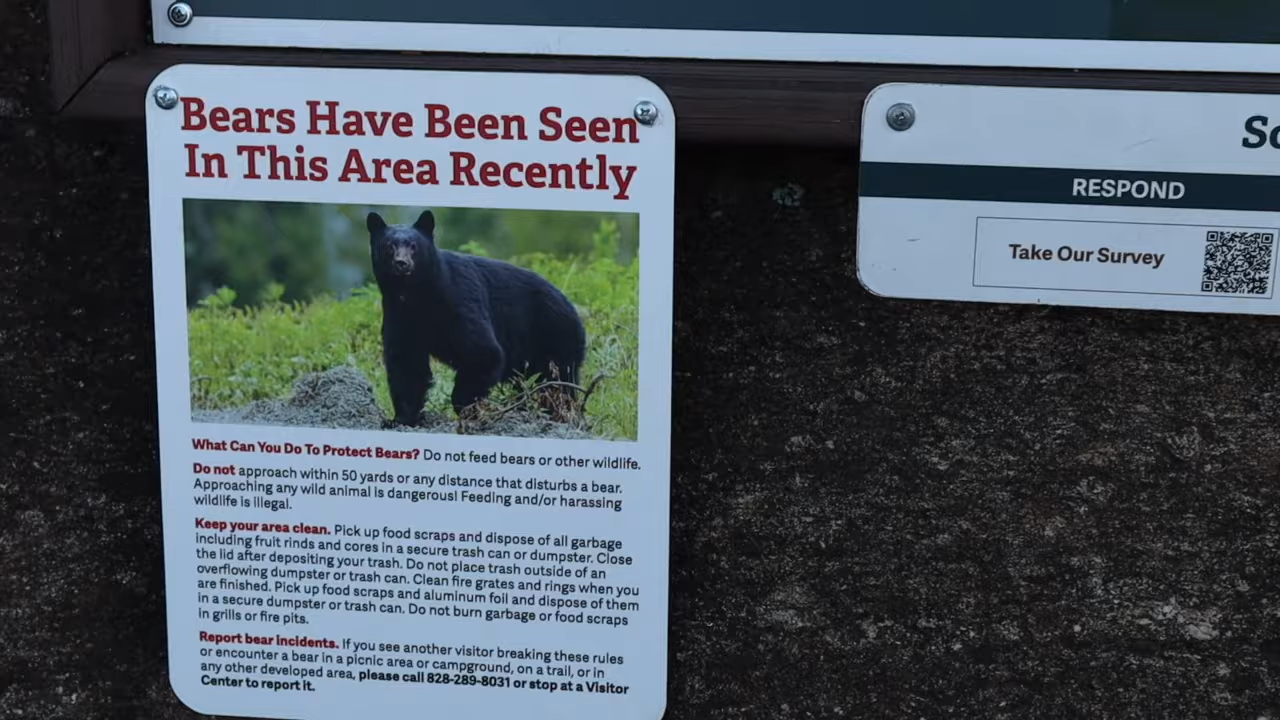 Bears Have Been Seen
In This Area Recently
What Can You Do To Protect Bears? Do not feed bears or other wildlife.
Do not approach within 50 yards or any distance that disturbs a bear.
Approaching any wild animal is dangerous! Feeding and/or harassing
wildlife is illegal.
Keep your area clean. Pick up food scraps and dispose of all garbage
including fruit rinds and cores in a secure trash can or dumpster. Close
the lid after depositing your trash. Do not place trash outside of an
overflowing dumpster or trash can. Clean fire grates and rings when you
are finished. Pick up food scraps and aluminum foil and dispose of them
in a secure dumpster or trash can. Do not burn garbage or food scraps
in grills or fire pits.
Report bear incidents. If you see another visitor breaking these rules
or encounter a bear in a picnic area or campground, on a trail, or in
any other developed area, please call 828-289-8031 or stop at a Visitor
Center to report it.
RESPOND
Take Our Survey